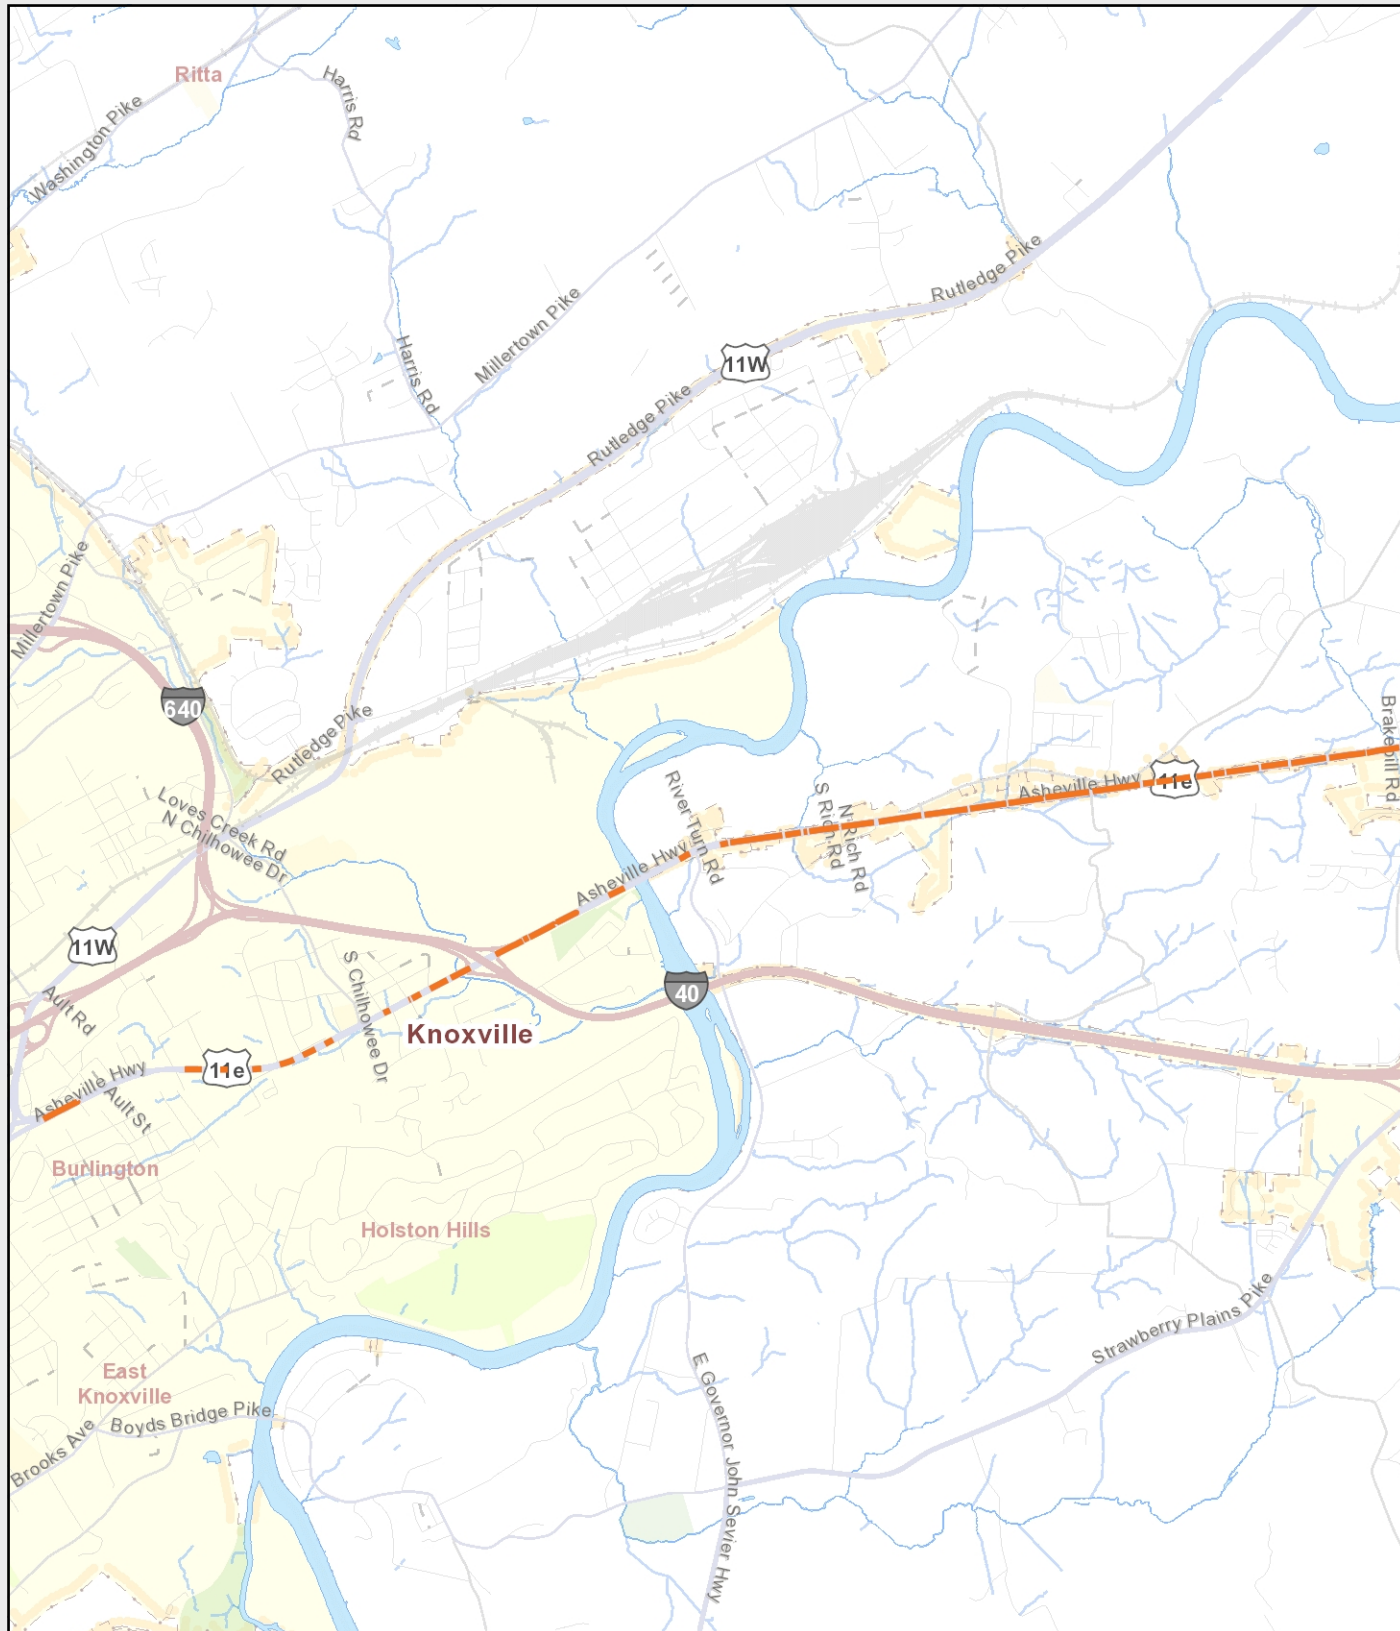 Ritta
Harris Rd
Washington Pike
Rutledge Pike
Millertown Pike
Harris Rd
11W
Rutledge Pike
Millertown Pike
640
Rutledge Pike
Brakebill Rd
River Turn Rd
S Rich Rd
N Rich Rd
Asheville Hwy
11e
Loves Creek Rd
N Chilhowee Dr
Asheville Hwy
11W
S Chilhowee Dr
40
Ault Rd
Knoxville
11e
Asheville Hwy
Ault St
Burlington
Holston Hills
Strawberry Plains Pike
East
Knoxville
Boyds Bridge Pike
Brooks Ave
E Governor John Sevier Hwy